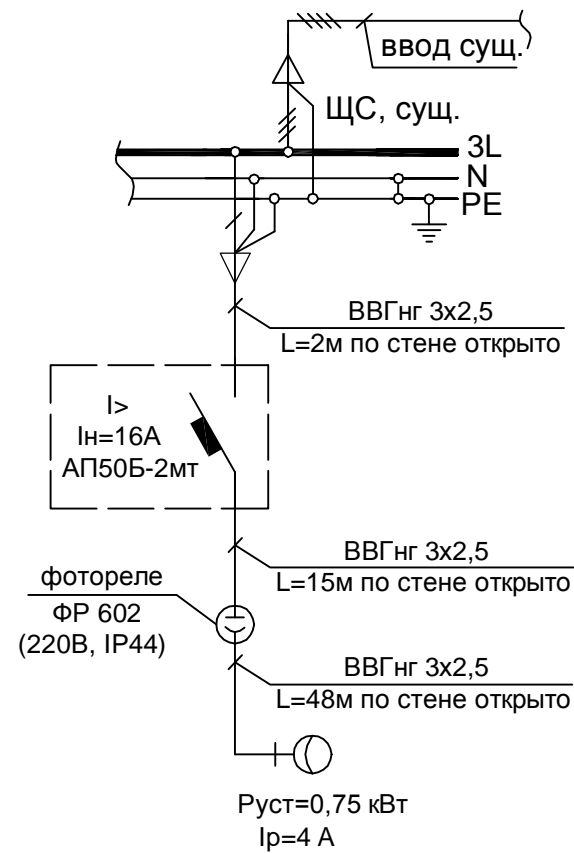 ввод сущ.
ЩС, сущ.
3L
N
PE
ВВГнг 3х2,5
L=2м по стене открыто
I>
Iн=16А
АП50Б-2мт
ВВГнг 3х2,5
L=15м по стене открыто
фотореле
ФР 602
(220В, IP44)
ВВГнг 3х2,5
L=48м по стене открыто
Руст=0,75 кВт
Iр=4 А